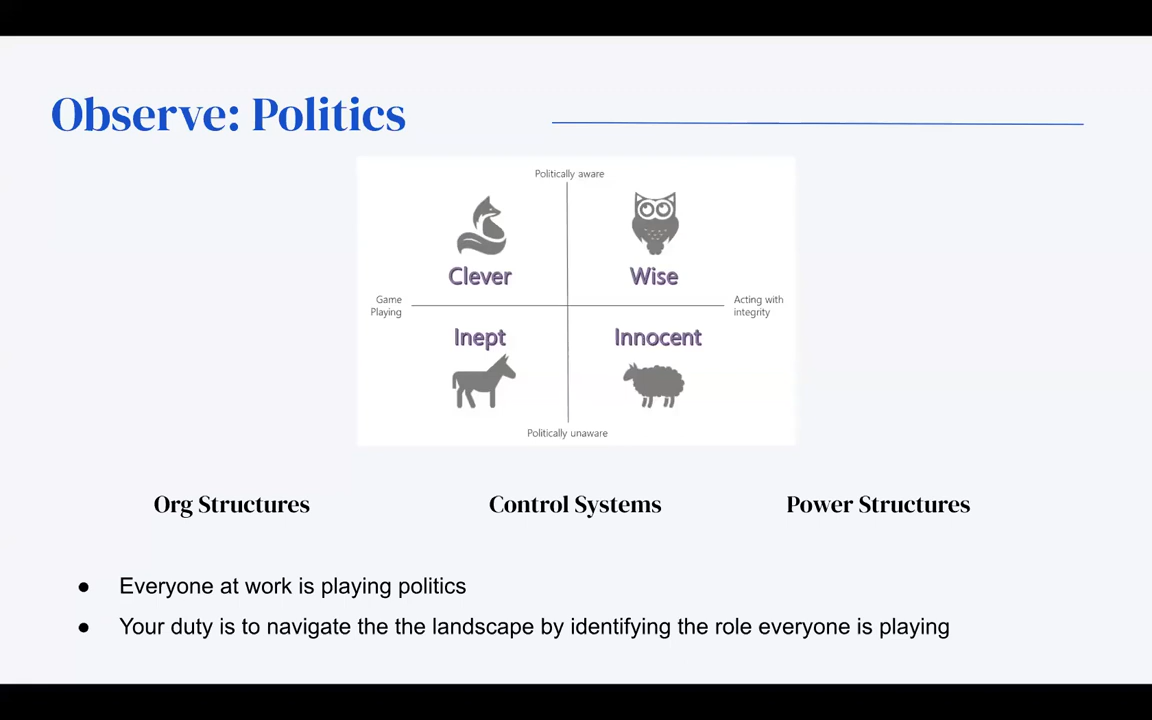 Observe: Politics
Politically aware
Clever
Wise
Game
Playing
Acting with
integrity
Inept
Innocent
Politically unaware
Org Structures
Control Systems
Power Structures
● Everyone at work is playing politics
● Your duty is to navigate the the landscape by identifying the role everyone is playing